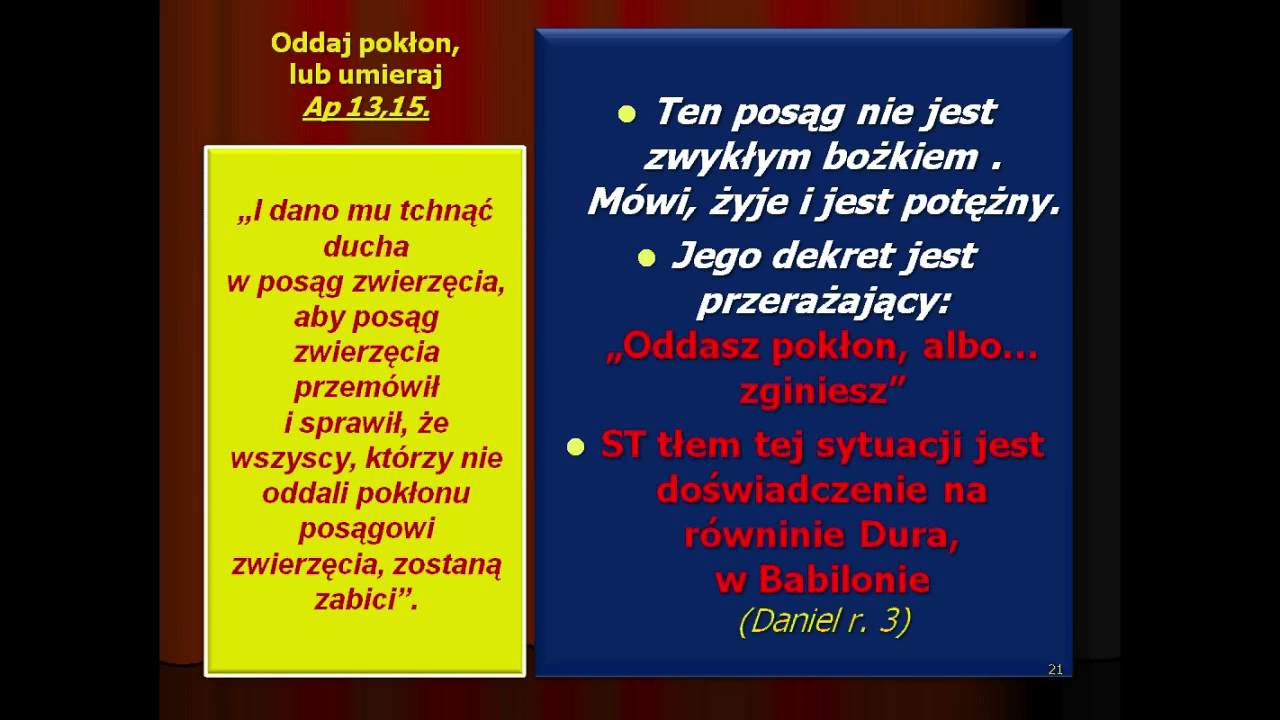 Oddaj pokłon,
lub umieraj
Ap 13,15.
„I dano mu tchnąć
ducha
w posąg zwierzęcia,
aby posąg
zwierzęcia
przemówił
i sprawił, że
wszyscy, którzy nie
oddali pokłonu
posągowi
zwierzęcia, zostaną
zabici”.
● Ten posąg nie jest
zwykłym bożkiem .
Mówi, żyje i jest potężny.
● Jego dekret jest
przerażający:
„Oddasz pokłon, albo...
zginiesz”
● ST tłem tej sytuacji jest
doświadczenie na
równinie Dura,
w Babilonie
(Daniel r. 3)
21